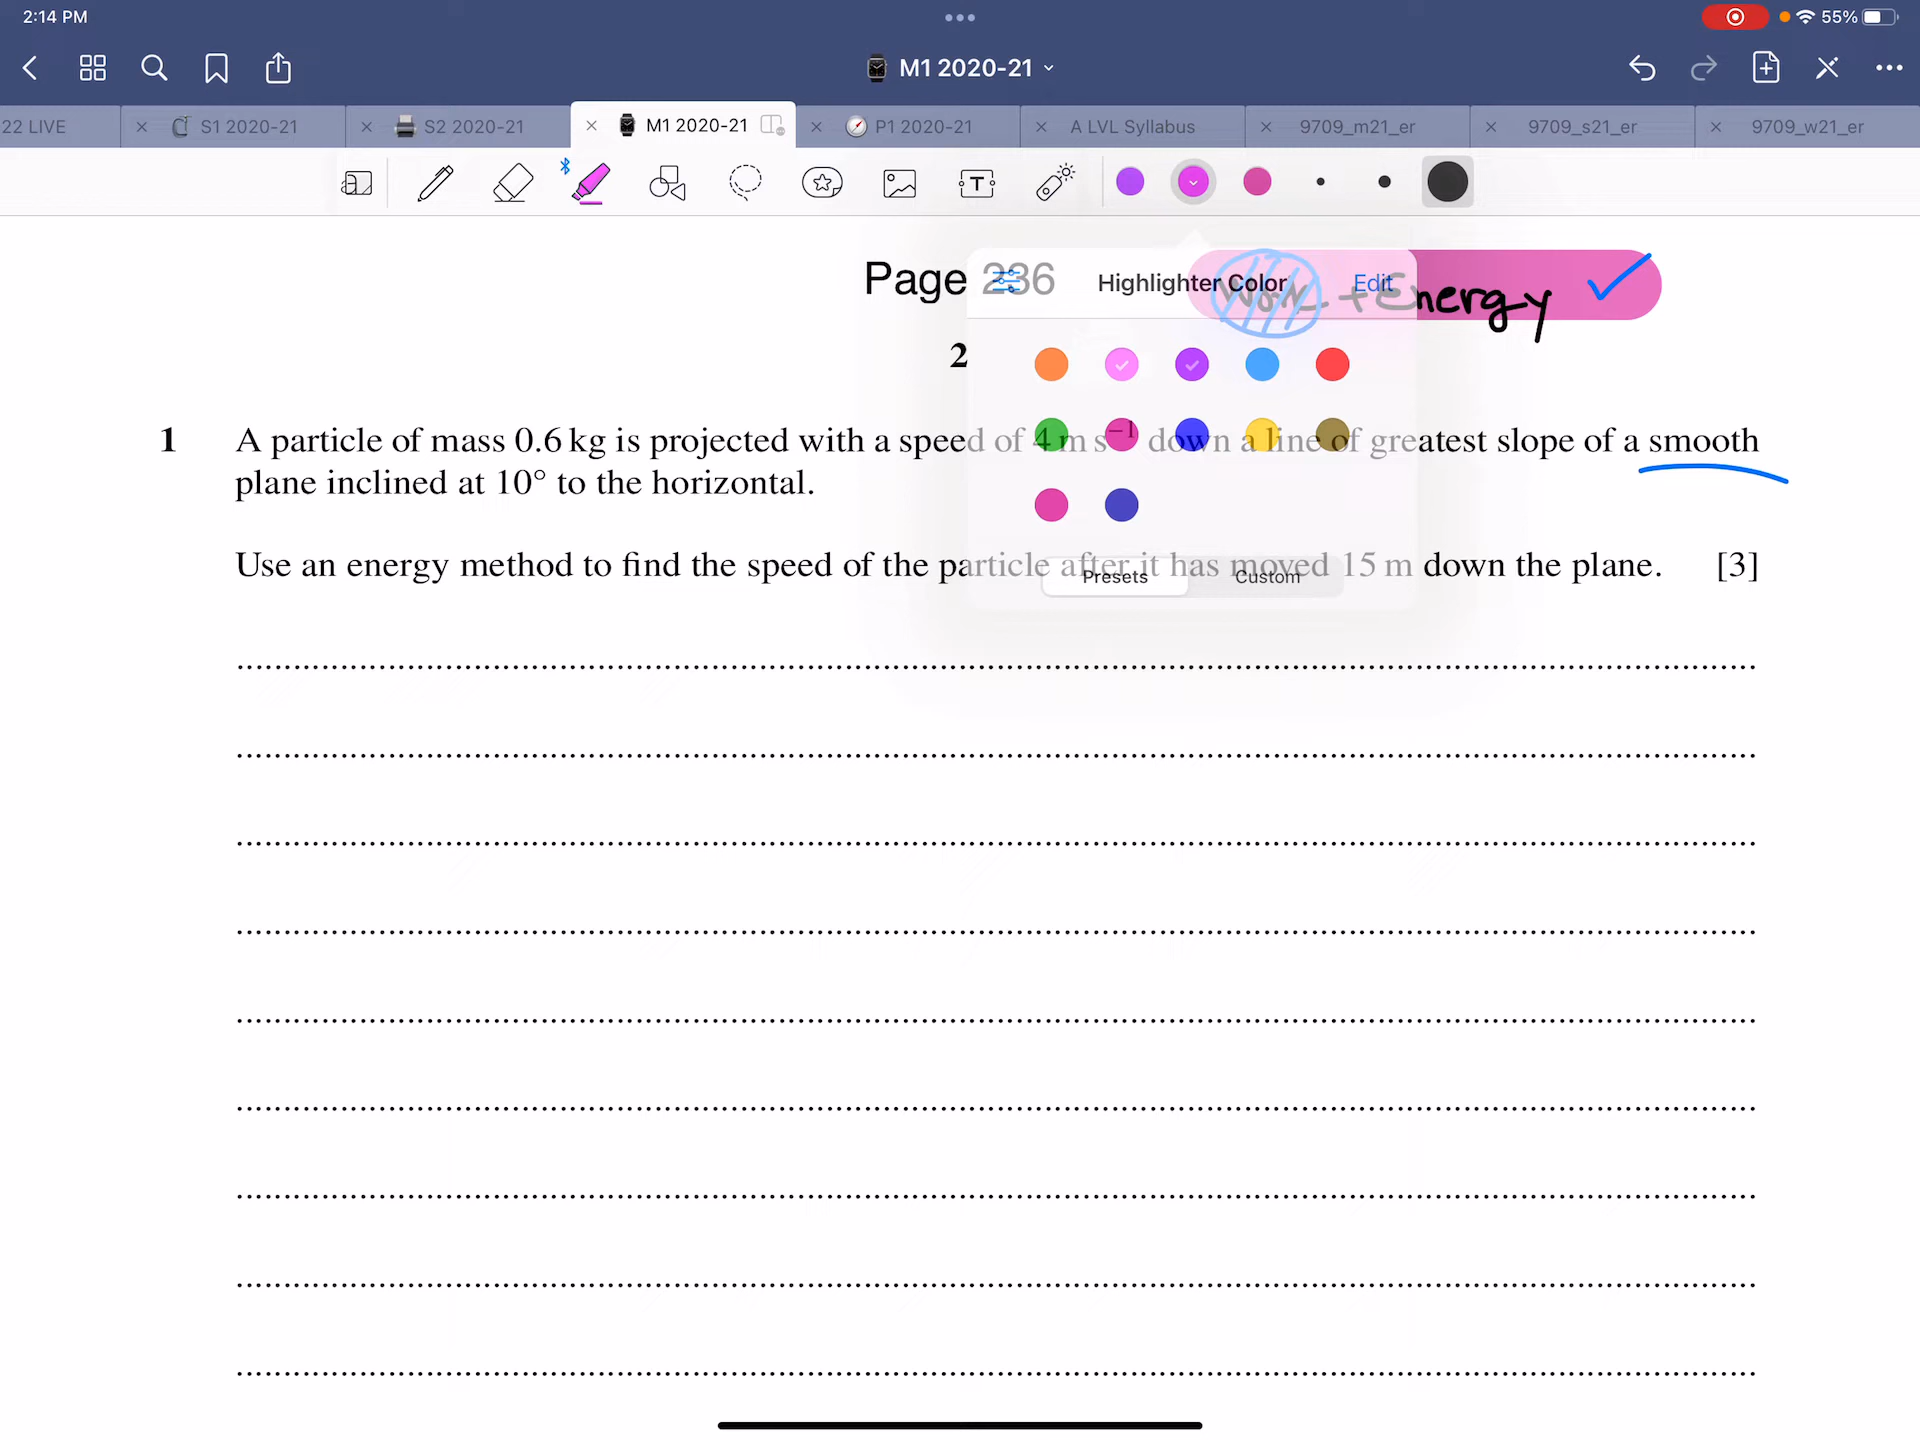 2:14 PM
55%
M1 2020-21
22 LIVE
S1 2020-21
S2 2020-21
M1 2020-21
P1 2020-21
A LVL Syllabus
9709_m21_er
9709_s21_er
9709_w21_er
Page 236
Highlighter Color
Edit
Work + Energy
2
1 A particle of mass 0.6 kg is projected with a speed of 4 m s⁻¹ down a line of greatest slope of a smooth
plane inclined at 10° to the horizontal.
Use an energy method to find the speed of the particle after it has moved 15 m down the plane. [3]
Presets
Custom